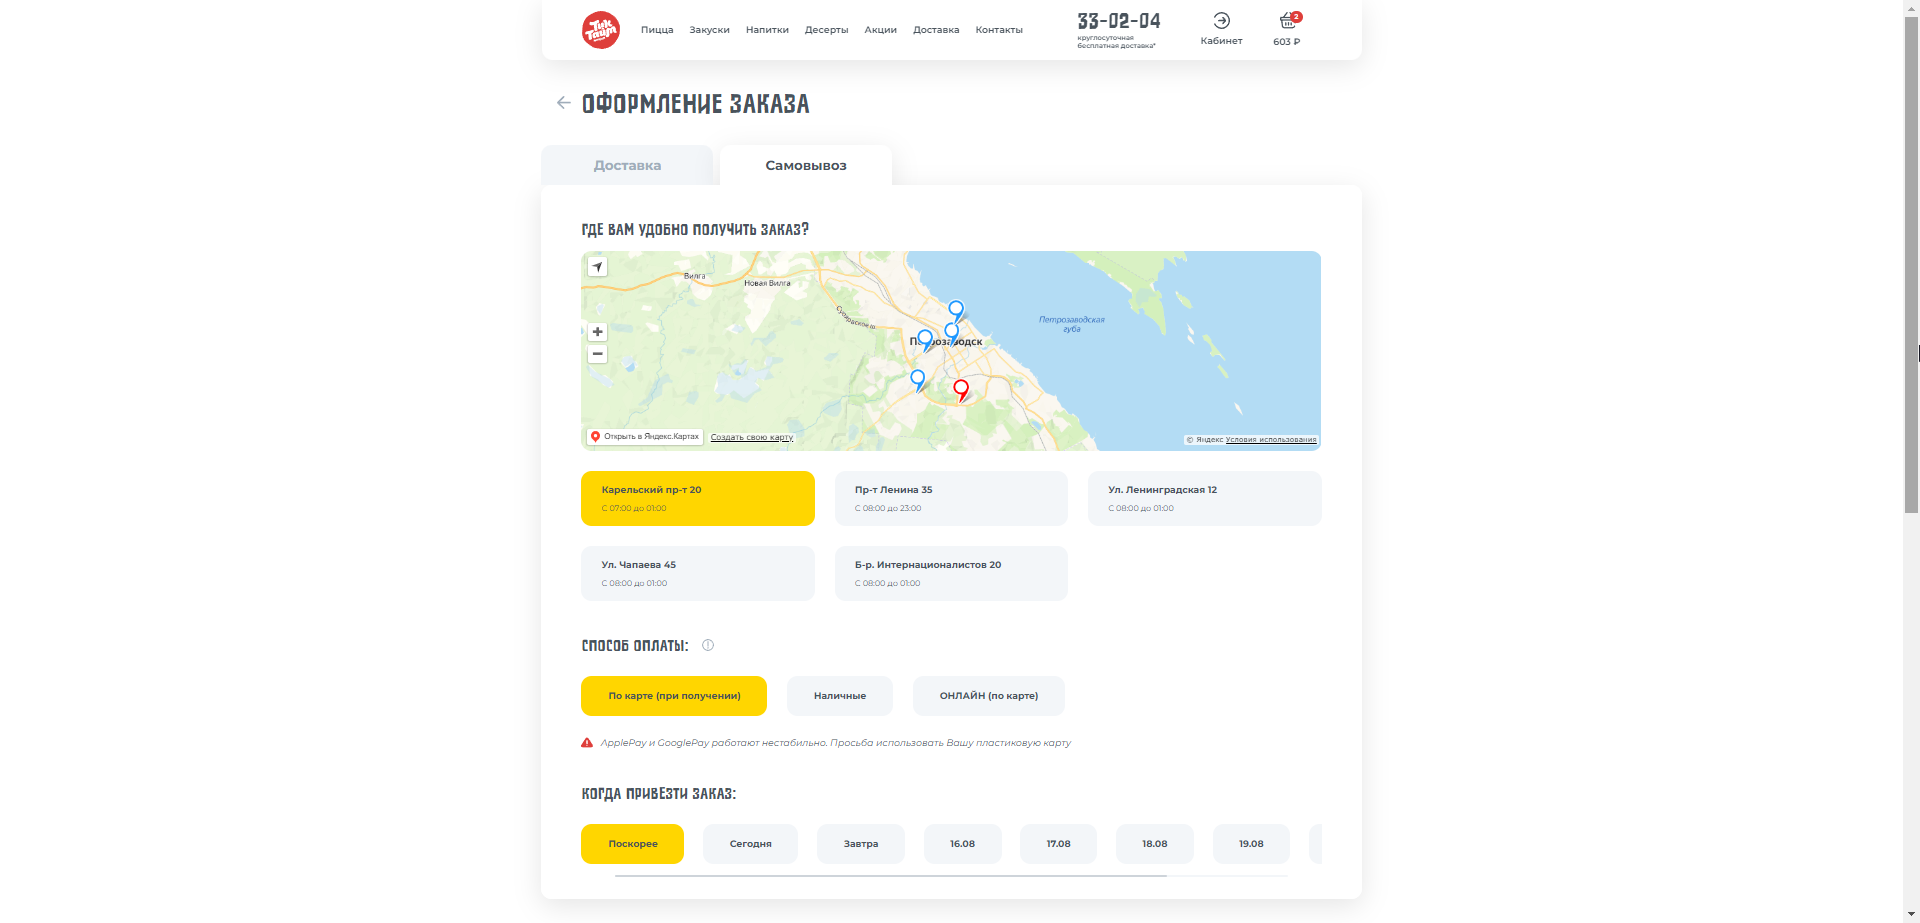 Тик Тайм
Пицца
Закуски
Напитки
Десерты
Акции
Доставка
Контакты
33-02-04
круглосуточная
бесплатная доставка*
Кабинет
2
603 ₽
ОФОРМЛЕНИЕ ЗАКАЗА
Доставка
Самовывоз
ГДЕ ВАМ УДОБНО ПОЛУЧИТЬ ЗАКАЗ?
Вилга
Новая Вилга
Суоярвское ш.
Петрозаводск
Петрозаводская
губа
Открыть в Яндекс.Картах
Создать свою карту
© Яндекс Условия использования
Карельский пр-т 20
С 07:00 до 01:00
Пр-т Ленина 35
С 08:00 до 23:00
Ул. Ленинградская 12
С 08:00 до 01:00
Ул. Чапаева 45
С 08:00 до 01:00
Б-р. Интернационалистов 20
С 08:00 до 01:00
СПОСОБ ОПЛАТЫ:
По карте (при получении)
Наличные
ОНЛАЙН (по карте)
ApplePay и GooglePay работают нестабильно. Просьба использовать Вашу пластиковую карту
КОГДА ПРИВЕЗТИ ЗАКАЗ:
Поскорее
Сегодня
Завтра
16.08
17.08
18.08
19.08